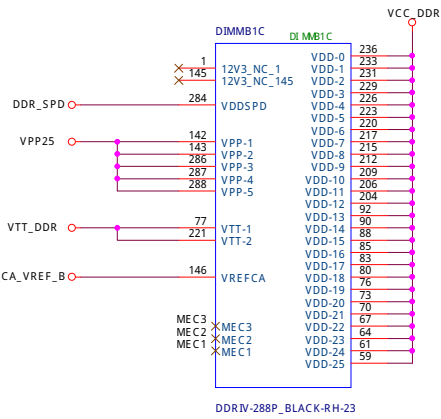 VCC_DDR
DIMMB1C
DIMMB1C
1 12V3_NC_1
145 12V3_NC_145
DDR_SPD 284 VDDSPD
VPP25 142 VPP-1
143 VPP-2
286 VPP-3
287 VPP-4
288 VPP-5
VTT_DDR 77 VTT-1
221 VTT-2
CA_VREF_B 146 VREFCA
MEC3 MEC3
MEC2 MEC2
MEC1 MEC1
VDD-0 236
VDD-1 233
VDD-2 231
VDD-3 229
VDD-4 226
VDD-5 223
VDD-6 220
VDD-7 217
VDD-8 215
VDD-9 212
VDD-10 209
VDD-11 206
VDD-12 204
VDD-13 92
VDD-14 90
VDD-15 88
VDD-16 85
VDD-17 83
VDD-18 80
VDD-19 76
VDD-20 73
VDD-21 70
VDD-22 67
VDD-23 64
VDD-24 61
VDD-25 59
DDRIV-288P_BLACK-RH-23